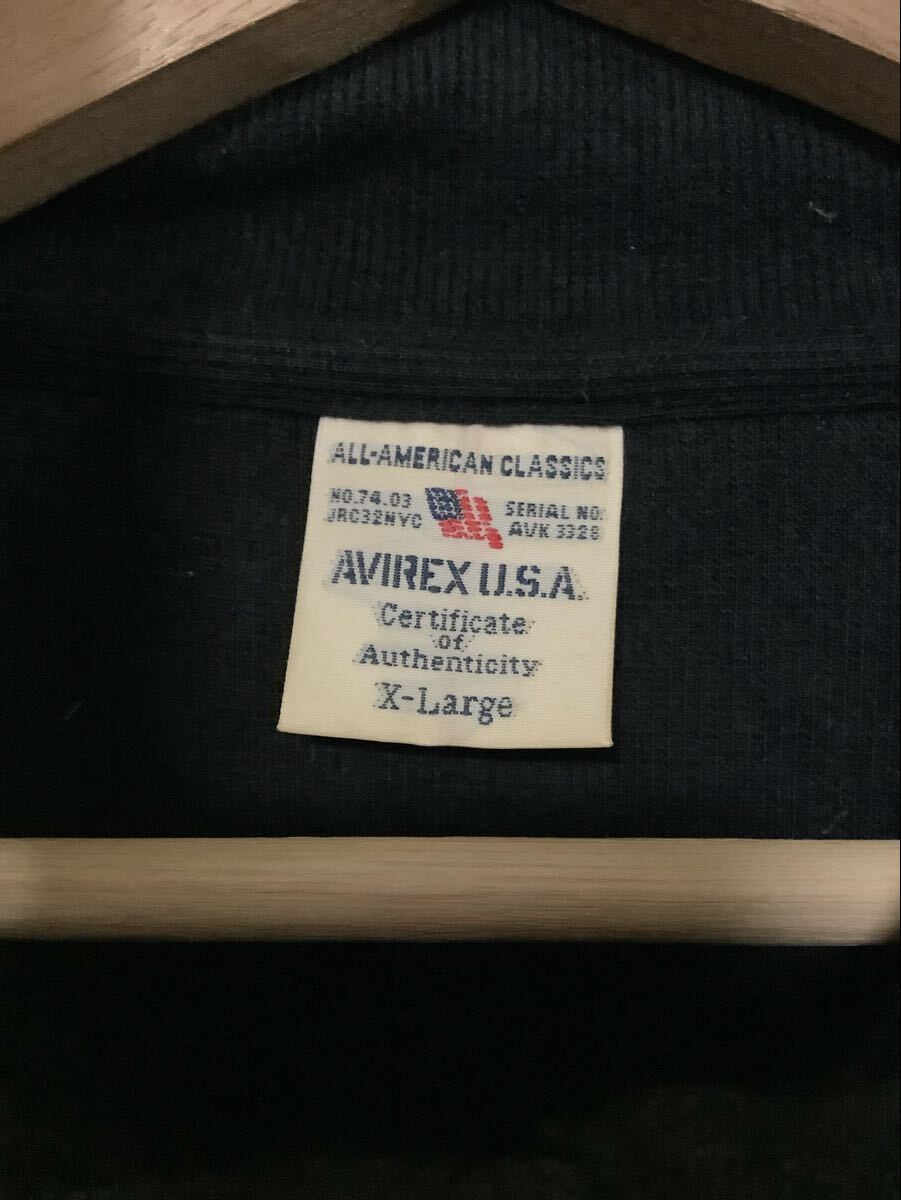 ALL-AMERICAN CLASSICS
NO.74.03
JRC32NYC
SERIAL NO:
AVK 3328
AVIREX U.S.A.
Certificate
of
Authenticity
X-Large